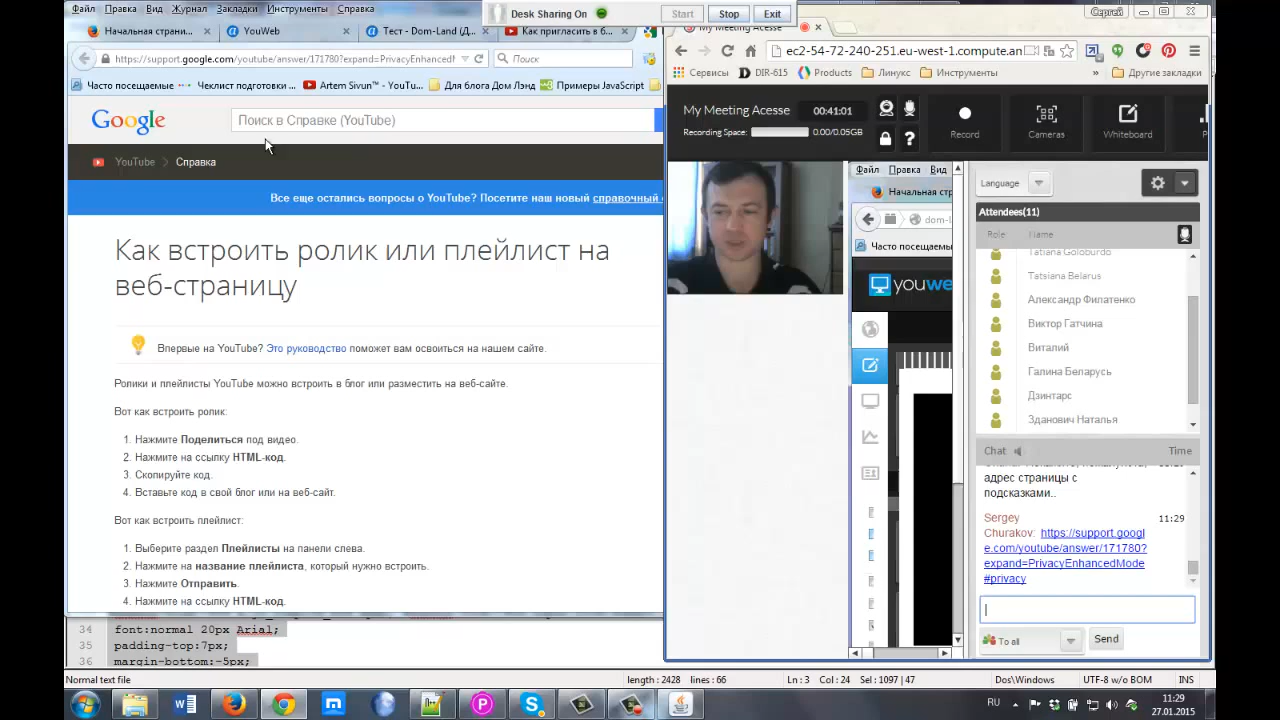 Файл Правка Вид Журнал Закладки Инструменты Справка
Desk Sharing On Start Stop Exit
Сергей
Начальная страни...
YouWeb
Тест - Dom-Land (Д...
Как пригласить в б...
My Meeting Acesse
https://support.google.com/youtube/answer/171780?expand=PrivacyEnhancedM
Поиск
ec2-54-72-240-251.eu-west-1.compute.an
Часто посещаемые
Чеклист подготовки ...
Artem Sivun™ - YouTu...
Для блога Дом Лэнд
Примеры JavaScript
Сервисы
DIR-615
Products
Линукс
Инструменты
»
Другие закладки
Google
Поиск в Справке (YouTube)
YouTube
Справка
Все еще остались вопросы о YouTube? Посетите наш новый справочный
Как встроить ролик или плейлист на
веб-страницу
Впервые на YouTube? Это руководство поможет вам освоиться на нашем сайте.
Ролики и плейлисты YouTube можно встроить в блог или разместить на веб-сайте.
Вот как встроить ролик:
1. Нажмите Поделиться под видео.
2. Нажмите на ссылку HTML-код.
3. Скопируйте код.
4. Вставьте код в свой блог или на веб-сайт.
Вот как встроить плейлист:
1. Выберите раздел Плейлисты на панели слева.
2. Нажмите на название плейлиста, который нужно встроить.
3. Нажмите Отправить.
4. Нажмите на ссылку HTML-код.
My Meeting Acesse
00:41:01
Recording Space:
0.00/0.05GB
Record
Cameras
Whiteboard
Файл Правка Вид
Начальная стр
dom-l
Часто посещаемы
youwe
Language
Attendees(11)
Role Name
Tatiana Goloburdo
Tatsiana Belarus
Александр Филатенко
Виктор Гатчина
Виталий
Галина Беларусь
Дзинтарс
Зданович Наталья
Chat
Time
адрес страницы с
подсказками..
Sergey 11:29
Churakov: https://support.googl
e.com/youtube/answer/171780?
expand=PrivacyEnhancedMode
#privacy
To all
Send
34 font:normal 20px Arial;
35 padding-top:7px;
36 margin-bottom:-5px;
Normal text file
length : 2428 lines : 66
Ln : 3 Col : 24 Sel : 1097 | 47
Dos\Windows
UTF-8 w/o BOM
INS
RU
11:29
27.01.2015